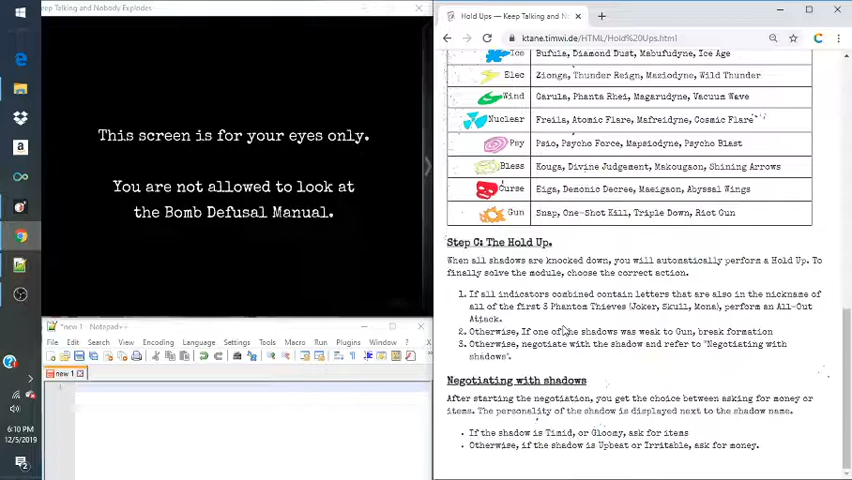 This screen is for your eyes only.
You are not allowed to look at
the Bomb Defusal Manual.
Keep Talking and Nobody Explodes
Hold Ups — Keep Talking and N
ktane.timwi.de/HTML/Hold%20Ups.html
Ice Bufula, Diamond Dust, Mabufudyne, Ice Age
Elec Zionga, Thunder Reign, Maziodyne, Wild Thunder
Wind Garula, Phanta Rhei, Magarudyne, Vacuum Wave
Nuclear Freila, Atomic Flare, Mafreidyne, Cosmic Flare
Psy Psio, Psycho Force, Mapsiodyne, Psycho Blast
Bless Kouga, Divine Judgement, Makougaon, Shining Arrows
Curse Eiga, Demonic Decree, Maeigaon, Abyssal Wings
Gun Snap, One-Shot Kill, Triple Down, Riot Gun
Step C: The Hold Up.
When all shadows are knocked down, you will automatically perform a Hold Up. To
finally solve the module, choose the correct action.
1. If all indicators combined contain letters that are also in the nickname of
all of the first 3 Phantom Thieves (Joker, Skull, Mona), perform an All-Out
Attack.
2. Otherwise, If one of the shadows was weak to Gun, break formation
3. Otherwise, negotiate with the shadow and refer to "Negotiating with
shadows".
Negotiating with shadows
After starting the negotiation, you get the choice between asking for money or
items. The personality of the shadow is displayed next to the shadow name.
• If the shadow is Timid, or Gloomy, ask for items
• Otherwise, if the shadow is Upbeat or Irritable, ask for money.
*new 1 - Notepad++
File Edit Search View Encoding Language Settings Tools Macro Run Plugins Window ?
new 1
1
6:10 PM
12/5/2019
2